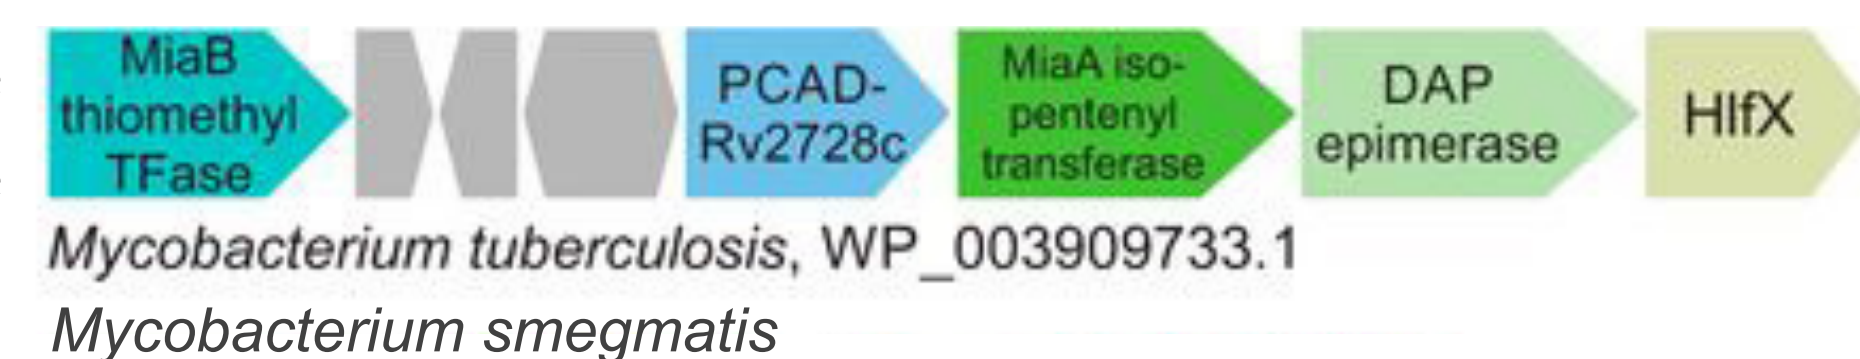 MiaB
thiomethyl
TFase
PCAD-
Rv2728c
MiaA iso-
pentenyl
transferase
DAP
epimerase
HlfX
Mycobacterium tuberculosis, WP_003909733.1
Mycobacterium smegmatis